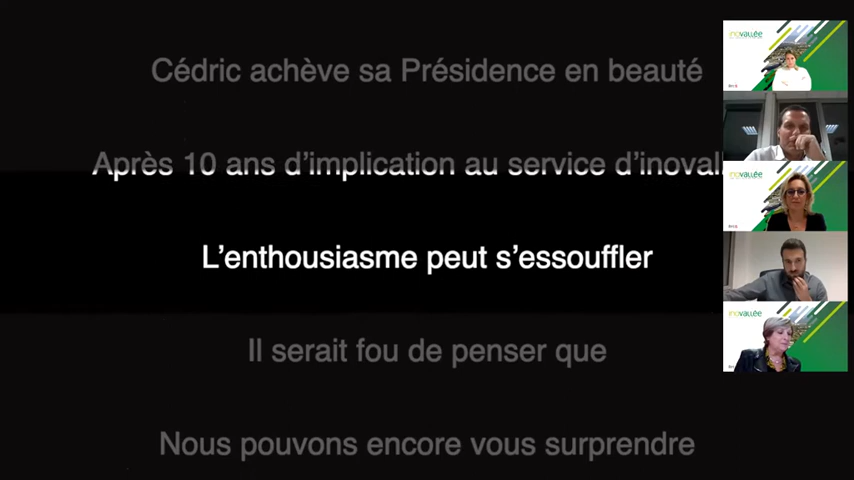 Cédric achève sa Présidence en beauté
Après 10 ans d'implication au service d'inoval
L'enthousiasme peut s'essouffler
Il serait fou de penser que
Nous pouvons encore vous surprendre
inovallée
inovallée
inovallée